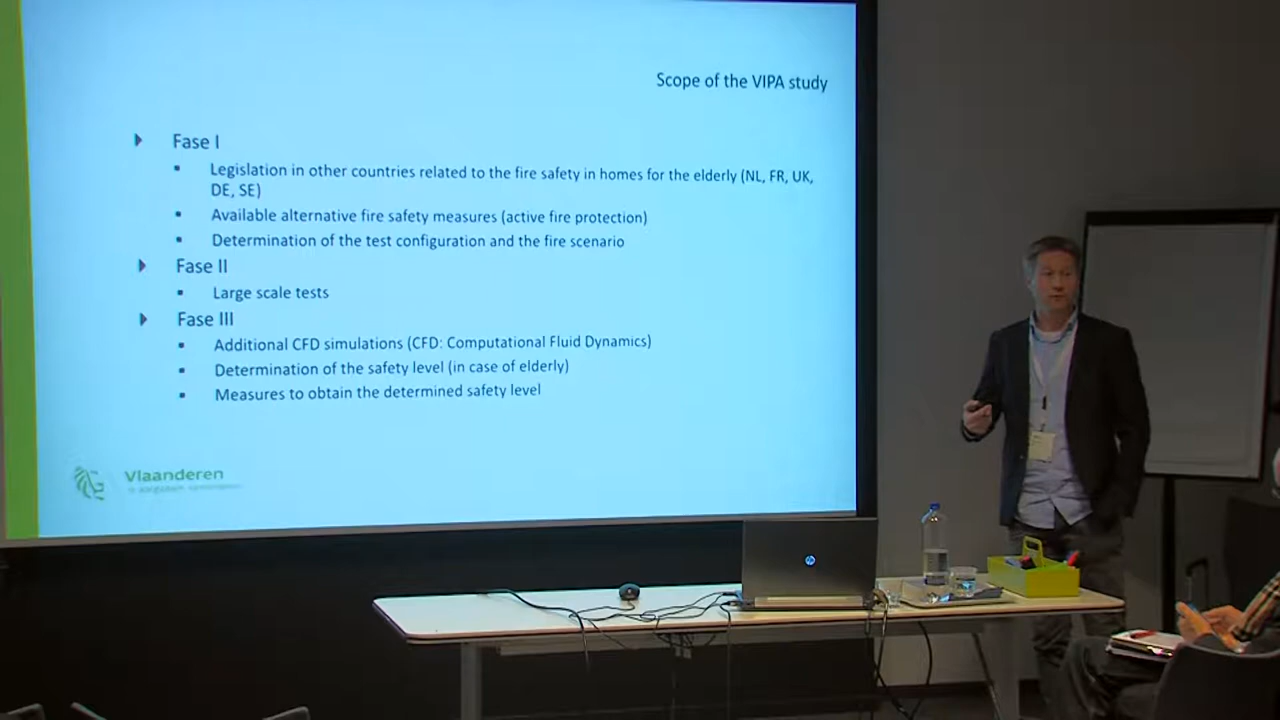 Scope of the VIPA study
Fase I
Legislation in other countries related to the fire safety in homes for the elderly (NL, FR, UK,
DE, SE)
Available alternative fire safety measures (active fire protection)
Determination of the test configuration and the fire scenario
Fase II
Large scale tests
Fase III
Additional CFD simulations (CFD: Computational Fluid Dynamics)
Determination of the safety level (in case of elderly)
Measures to obtain the determined safety level
Vlaanderen
hp